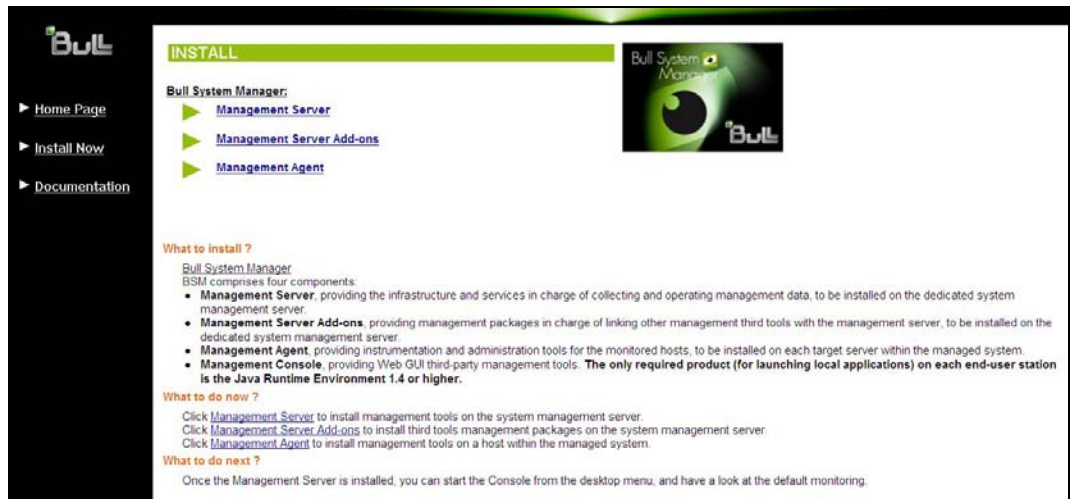 Bull
Home Page
Install Now
Documentation
INSTALL
Bull System
Manager
Bull
Bull System Manager:
Management Server
Management Server Add-ons
Management Agent
What to install ?
Bull System Manager
BSM comprises four components:
• Management Server, providing the infrastructure and services in charge of collecting and operating management data, to be installed on the dedicated system
management server.
• Management Server Add-ons, providing management packages in charge of linking other management third tools with the management server, to be installed on the
dedicated system management server.
• Management Agent, providing instrumentation and administration tools for the monitored hosts, to be installed on each target server within the managed system.
• Management Console, providing Web GUI third-party management tools. The only required product (for launching local applications) on each end-user station
is the Java Runtime Environment 1.4 or higher.
What to do now ?
Click Management Server to install management tools on the system management server.
Click Management Server Add-ons to install third tools management packages on the system management server.
Click Management Agent to install management tools on a host within the managed system.
What to do next ?
Once the Management Server is installed, you can start the Console from the desktop menu, and have a look at the default monitoring.